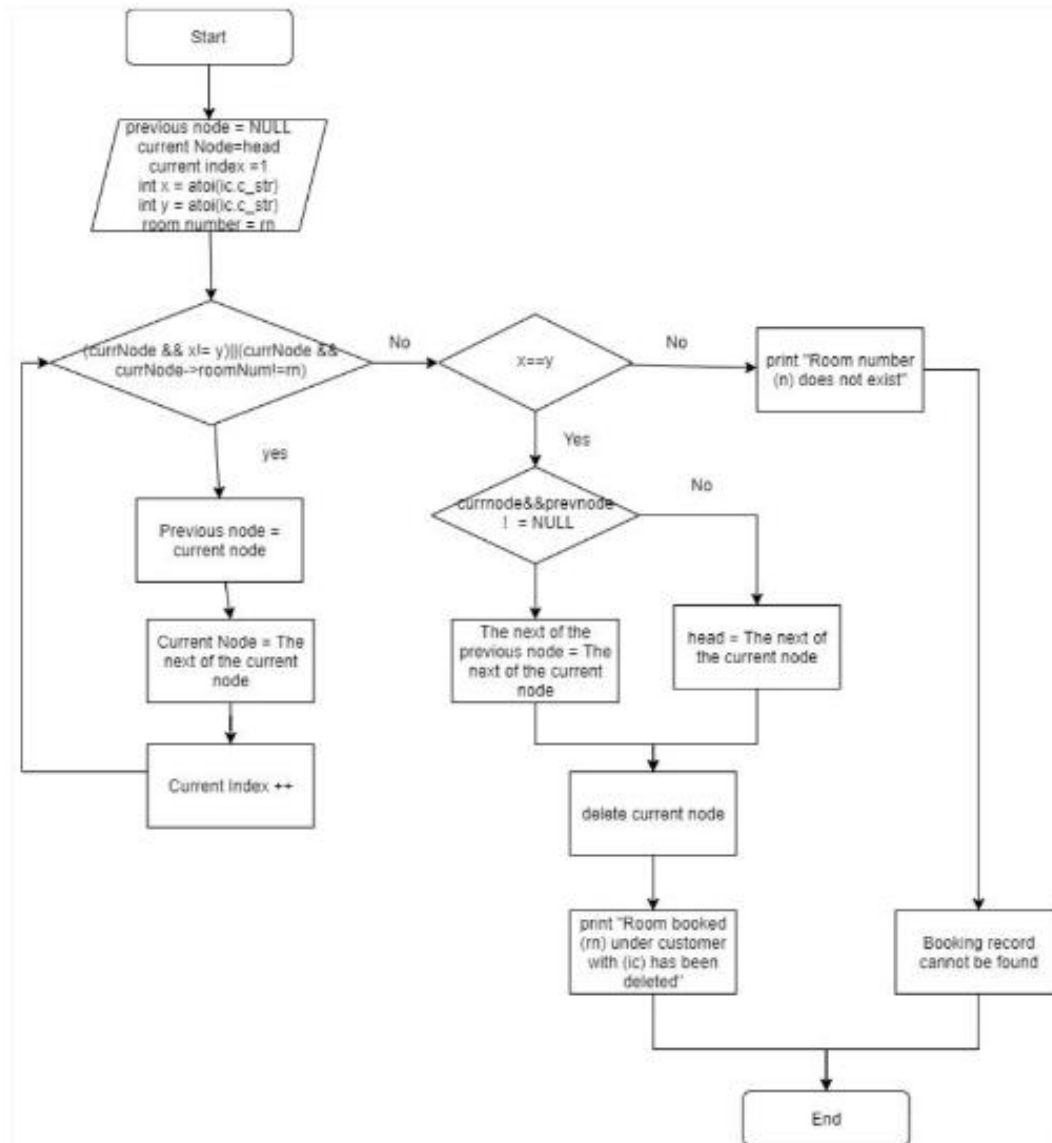 Start
previous node = NULL
current Node=head
current index =1
int x = atoi(ic.c_str)
int y = atoi(ic.c_str)
room number = rn
(currNode && x!= y)||(currNode &&
currNode->roomNum!=rn)
No
x==y
No
print "Room number
(n) does not exist"
yes
Yes
Previous node =
current node
currnode&&prevnode
! = NULL
No
Current Node = The
next of the current
node
The next of the
previous node = The
next of the current
node
head = The next of
the current node
Current Index ++
delete current node
print "Room booked
(rn) under customer
with (ic) has been
deleted"
Booking record
cannot be found
End